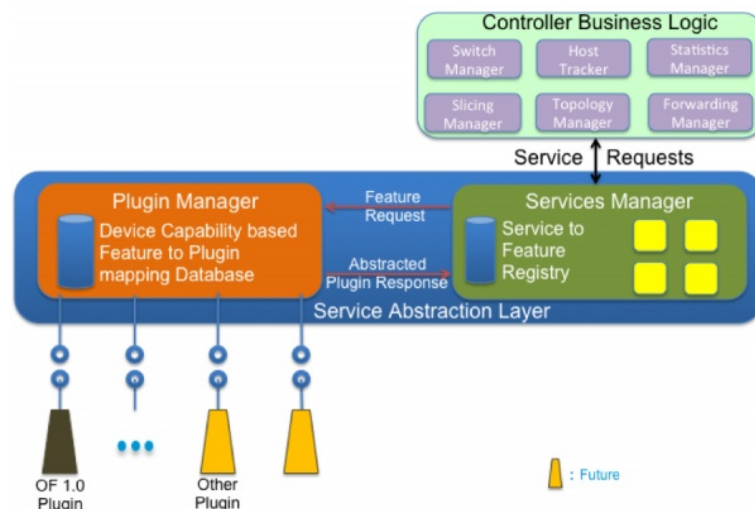 Controller Business Logic
Switch
Manager
Host
Tracker
Statistics
Manager
Slicing
Manager
Topology
Manager
Forwarding
Manager
Service
Requests
Plugin Manager
Device Capability based
Feature to Plugin
mapping Database
Feature
Request
Abstracted
Plugin Response
Services Manager
Service to
Feature
Registry
Service Abstraction Layer
OF 1.0
Plugin
Other
Plugin
: Future